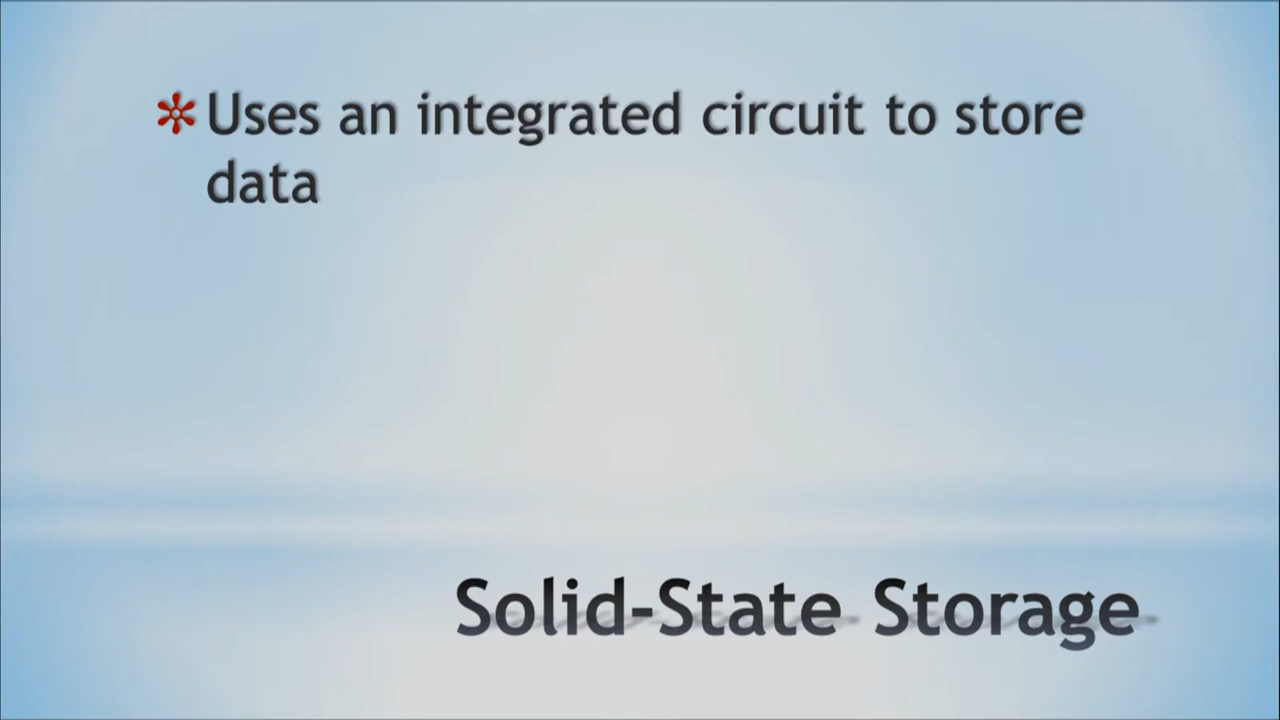 Uses an integrated circuit to store
data
Solid-State Storage